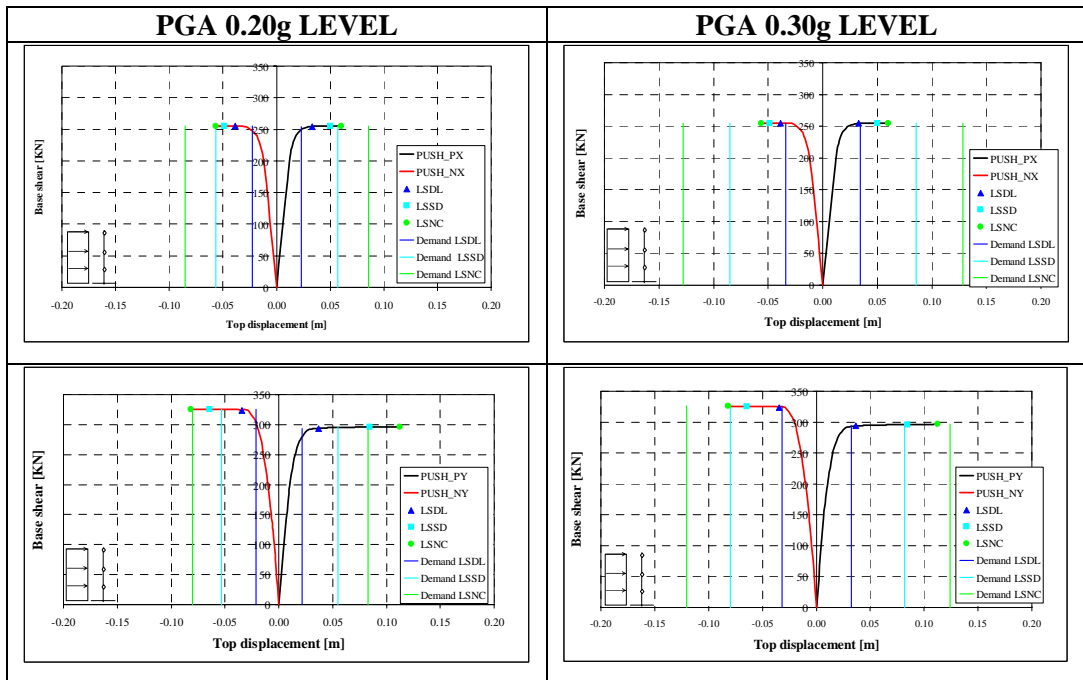 PGA 0.20g LEVEL
PGA 0.30g LEVEL
350
300
250
200
150
100
50
0
-0.20 -0.15 -0.10 -0.05 0.00 0.05 0.10 0.15 0.20
Top displacement [m]
Base shear [KN]
PUSH_PX
PUSH_NX
LSDL
LSSD
LSNC
Demand LSDL
Demand LSSD
Demand LSNC
350
300
250
200
150
100
50
0
-0.20 -0.15 -0.10 -0.05 0.00 0.05 0.10 0.15 0.20
Top displacement [m]
Base shear [KN]
PUSH_PX
PUSH_NX
LSDL
LSSD
LSNC
Demand LSDL
Demand LSSD
Demand LSNC
350
300
250
200
150
100
50
0
-0.20 -0.15 -0.10 -0.05 0.00 0.05 0.10 0.15 0.20
Top displacement [m]
Base shear [KN]
PUSH_PY
PUSH_NY
LSDL
LSSD
LSNC
Demand LSDL
Demand LSSD
Demand LSNC
350
300
250
200
150
100
50
0
-0.20 -0.15 -0.10 -0.05 0.00 0.05 0.10 0.15 0.20
Top displacement [m]
Base shear [KN]
PUSH_PY
PUSH_NY
LSDL
LSSD
LSNC
Demand LSDL
Demand LSSD
Demand LSNC